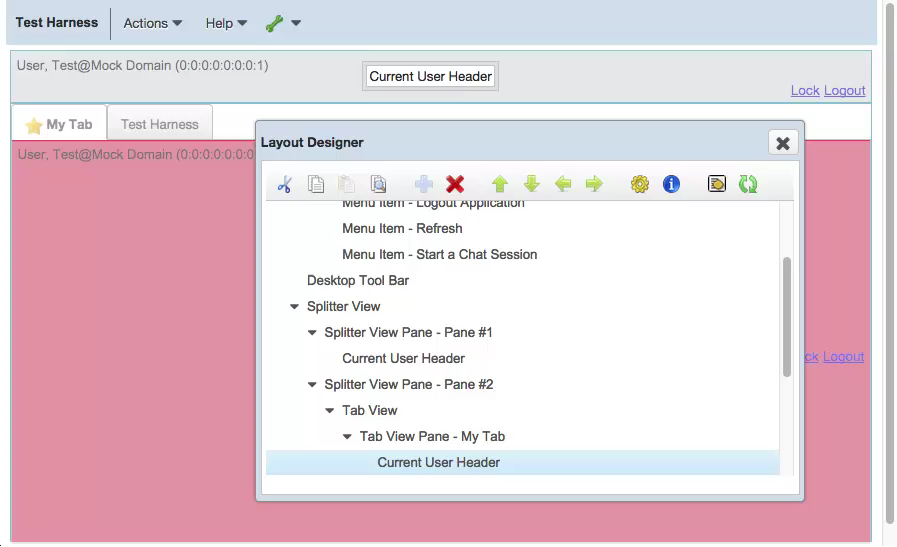 Test Harness Actions Help
User, Test@Mock Domain (0:0:0:0:0:0:0:1)
Current User Header
Lock Logout
My Tab Test Harness
User, Test@Mock Domain (0:0:0:0:0:0:0
Layout Designer
Menu Item - Logout Application
Menu Item - Refresh
Menu Item - Start a Chat Session
Desktop Tool Bar
Splitter View
Splitter View Pane - Pane #1
Current User Header
ck Logout
Splitter View Pane - Pane #2
Tab View
Tab View Pane - My Tab
Current User Header